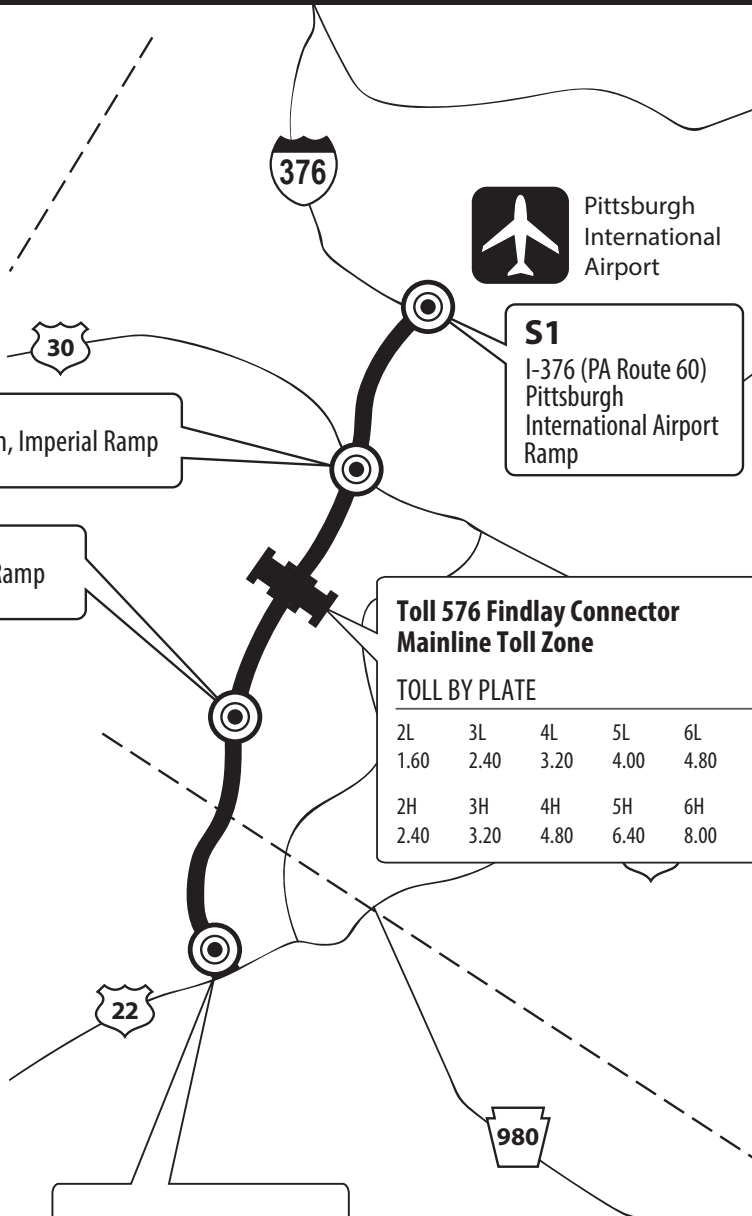 376
Pittsburgh
International
Airport
30
S1
I-376 (PA Route 60)
Pittsburgh
International Airport
Ramp
, Imperial Ramp
Ramp
Toll 576 Findlay Connector
Mainline Toll Zone
TOLL BY PLATE
2L 3L 4L 5L 6L
1.60 2.40 3.20 4.00 4.80
2H 3H 4H 5H 6H
2.40 3.20 4.80 6.40 8.00
22
980